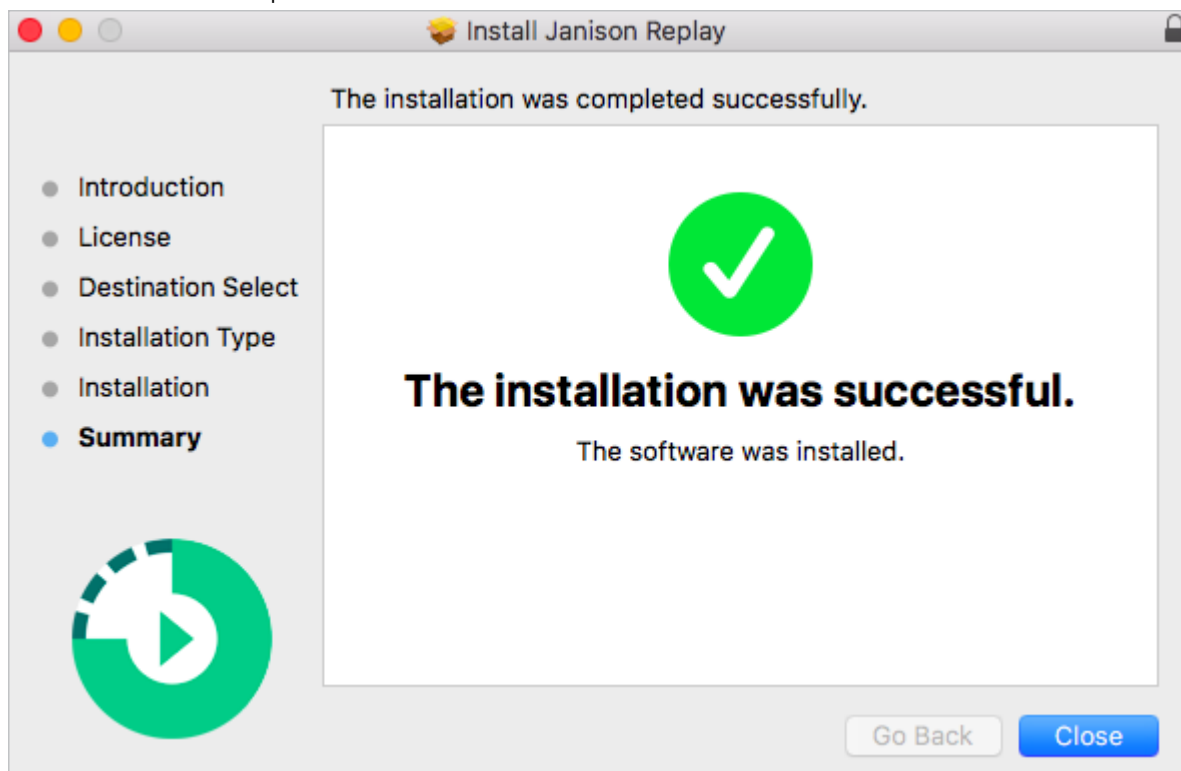 Install Janison Replay
The installation was completed successfully.
Introduction
License
Destination Select
Installation Type
Installation
Summary
The installation was successful.
The software was installed.
Go Back
Close